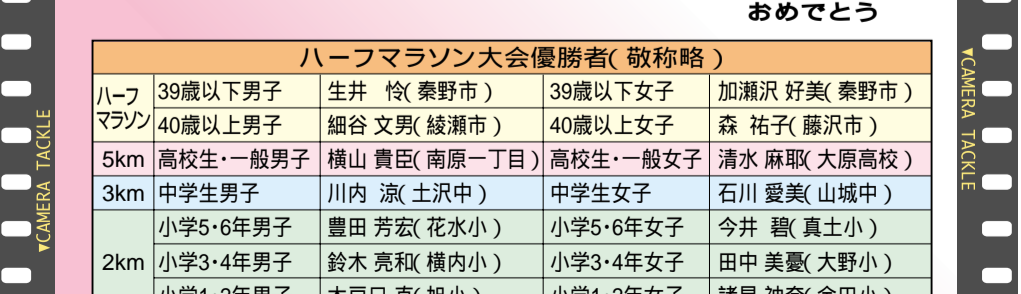 おめでとう
ハーフマラソン大会優勝者(敬称略)
ハーフマラソン 39歳以下男子 生井 怜(秦野市) 39歳以下女子 加瀬沢 好美(秦野市)
40歳以上男子 細谷 文男(綾瀬市) 40歳以上女子 森 祐子(藤沢市)
5km 高校生・一般男子 横山 貴臣(南原一丁目) 高校生・一般女子 清水 麻耶(大原高校)
3km 中学生男子 川内 涼(土沢中) 中学生女子 石川 愛美(山城中)
2km 小学5・6年男子 豊田 芳宏(花水小) 小学5・6年女子 今井 碧(真土小)
小学3・4年男子 鈴木 亮和(横内小) 小学3・4年女子 田中 美憂(大野小)
▼CAMERA TACKLE
▼CAMERA TACKLE